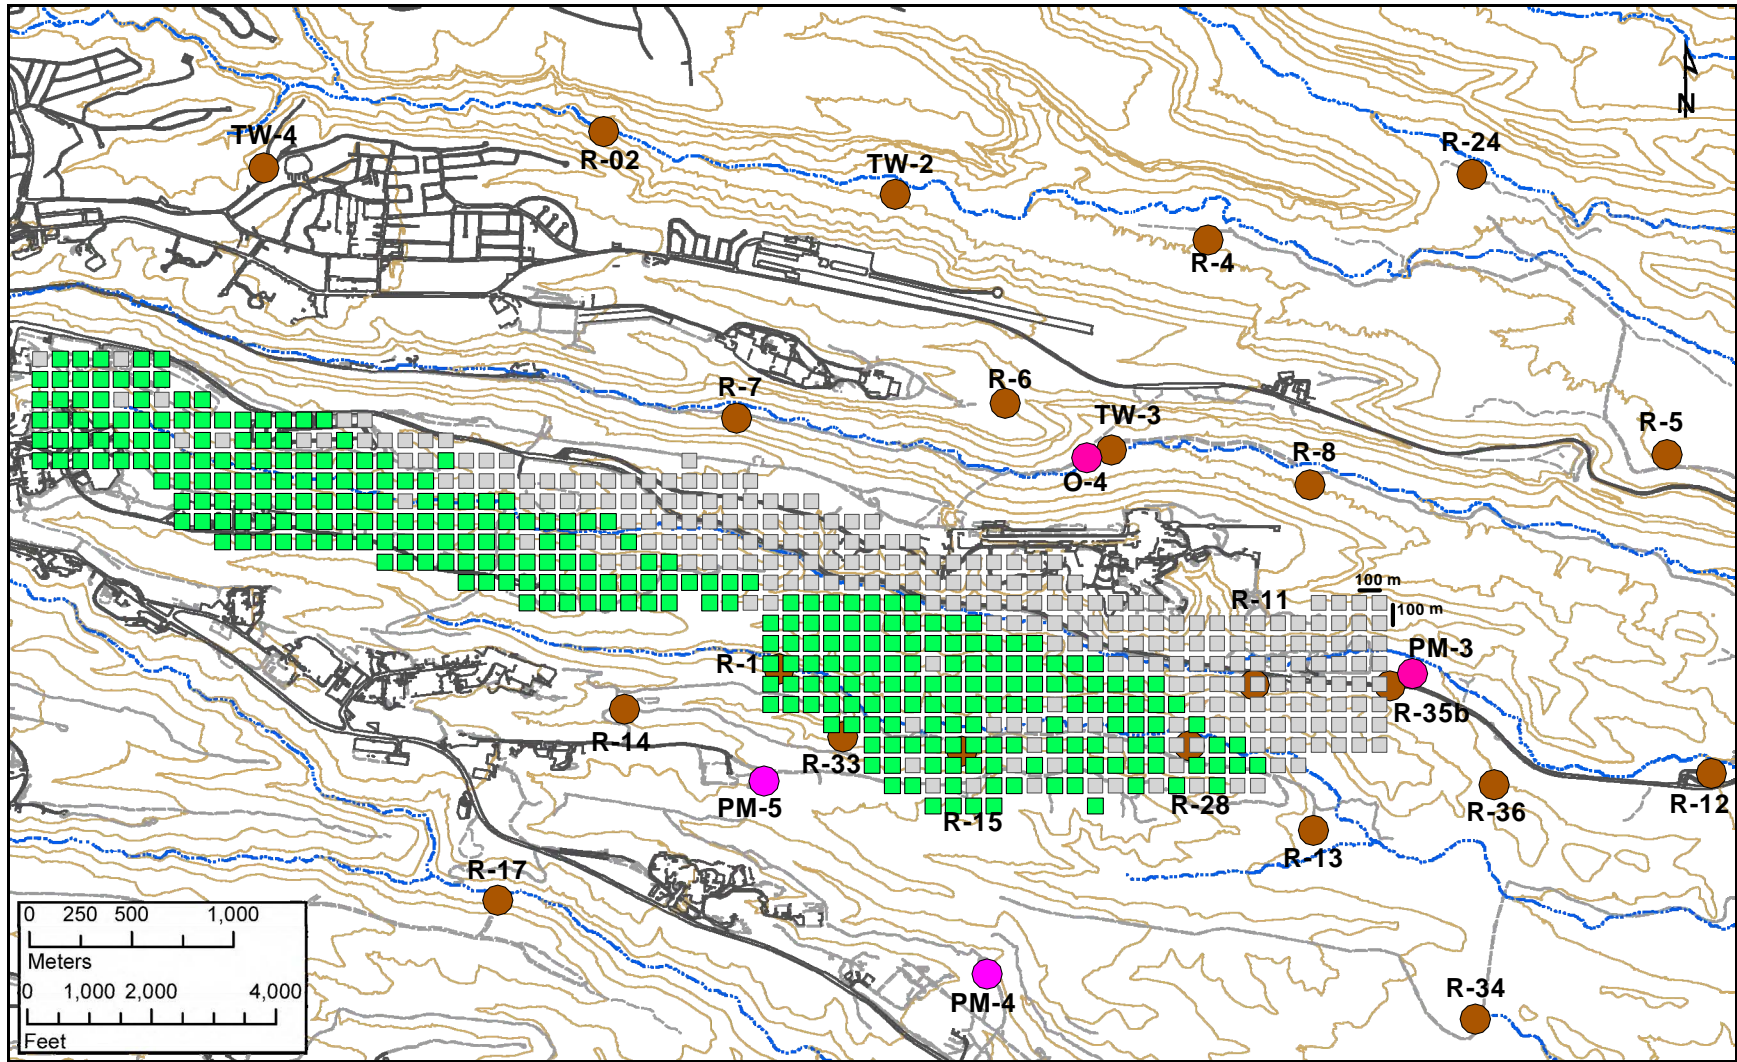 N
TW-4
R-02
TW-2
R-24
R-4
R-7
R-6
TW-3
R-5
R-8
O-4
100 m
R-11
100 m
R-1
PM-3
R-35b
R-14
R-33
PM-5
R-15
R-28
R-36
R-12
R-13
R-17
0 250 500 1,000
Meters
0 1,000 2,000 4,000
Feet
PM-4
R-34